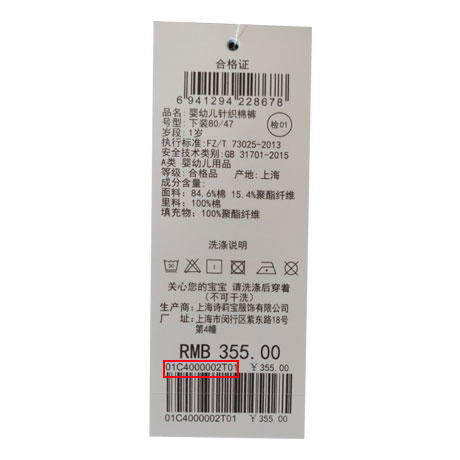 合格证
6 941294 228678
品名: 婴幼儿针织棉裤
号型: 下装80/47
检01
岁段: 1岁
执行标准: FZ/T 73025-2013
安全技术类别: GB 31701-2015
A类 婴幼儿用品
等级: 合格品 产地: 上海
成分含量:
面料: 84.6%棉 15.4%聚酯纤维
里料: 100%棉
填充物: 100%聚酯纤维
洗涤说明
关心您的宝宝 请洗涤后穿着
(不可干洗)
生产商: 上海诗莉宝服饰有限公司
厂 址: 上海市闵行区紫东路18号
第4幢
RMB 355.00
01C4000002T01 ￥355.00
01C4000002T01 ￥355.00